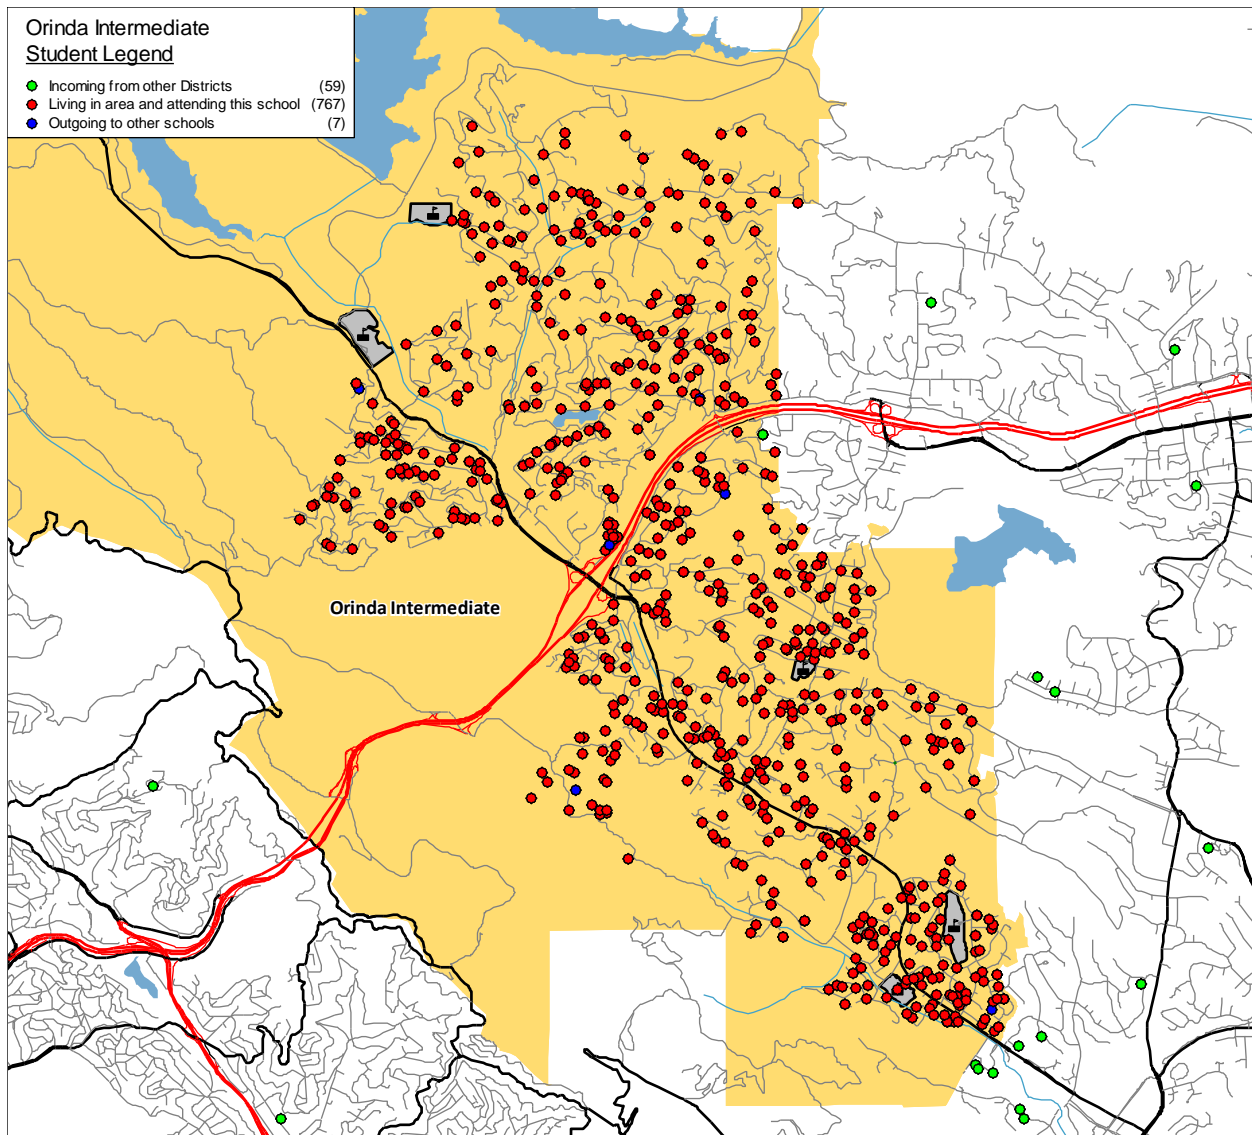 Orinda Intermediate
Student Legend
Incoming from other Districts (59)
Living in area and attending this school (767)
Outgoing to other schools (7)
Orinda Intermediate